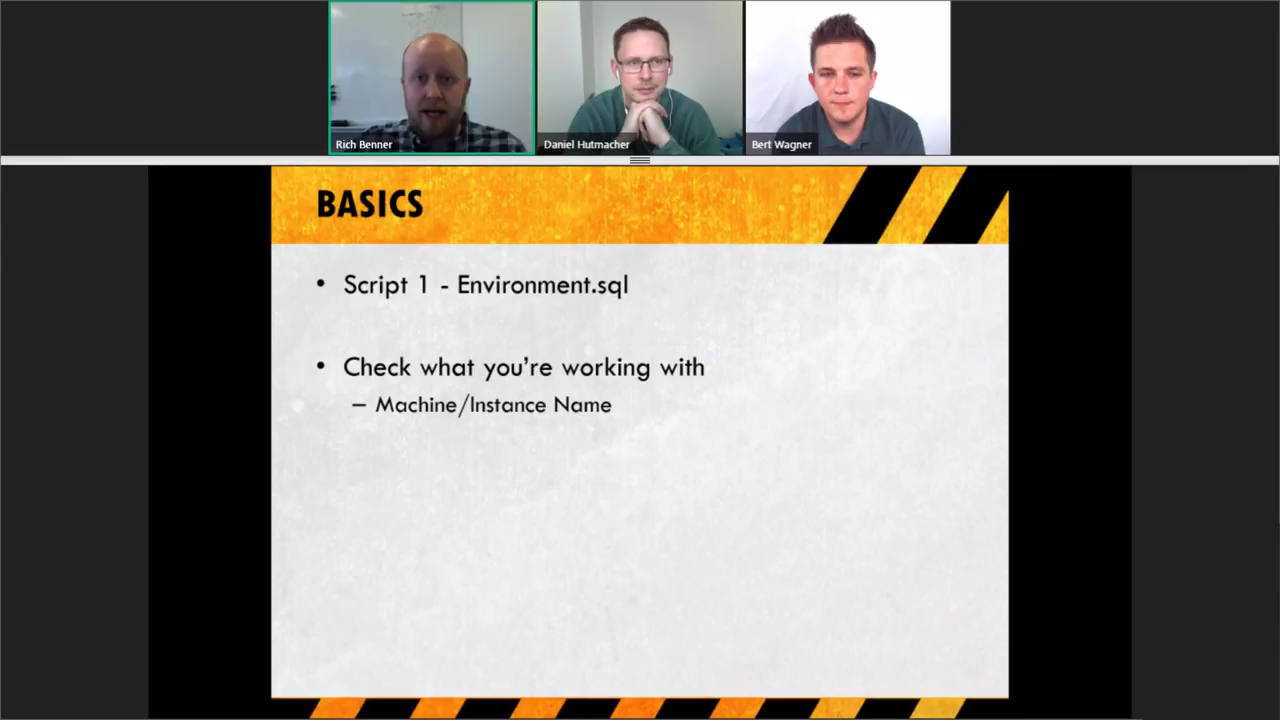 Rich Benner
Daniel Hutmacher
Bert Wagner
BASICS
• Script 1 - Environment.sql
• Check what you’re working with
– Machine/Instance Name